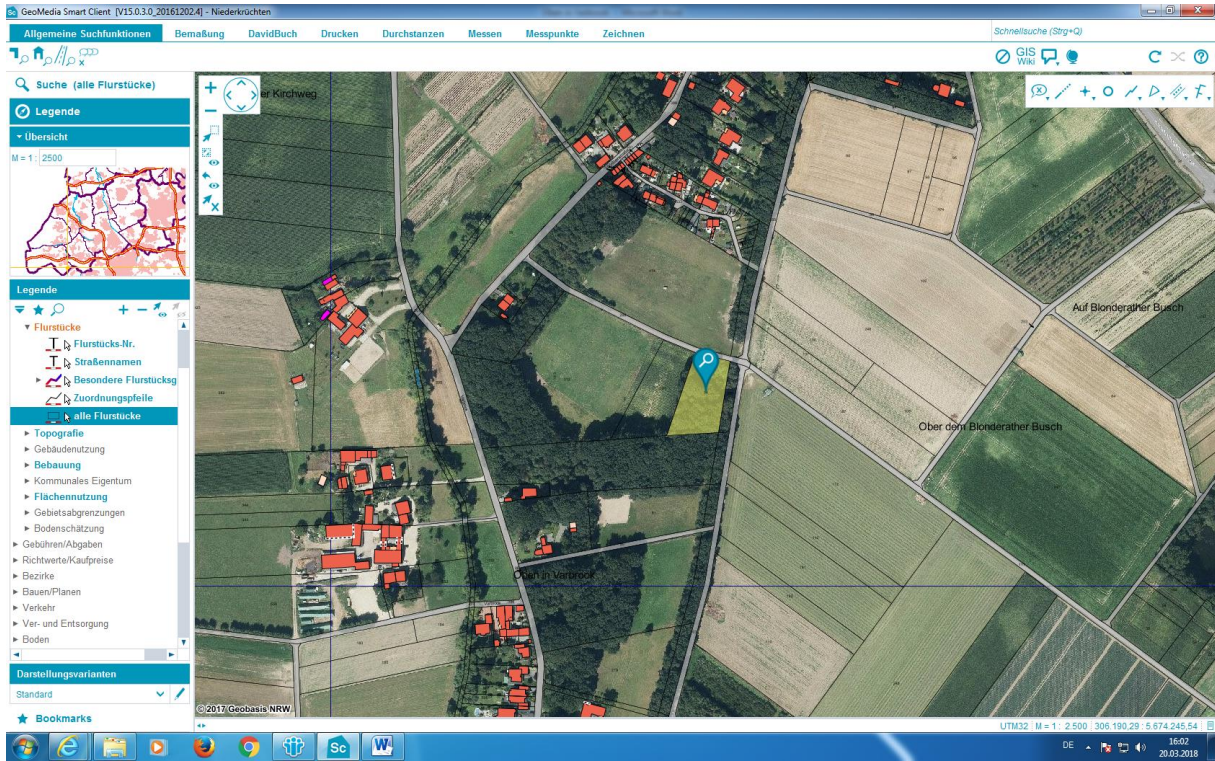 GeoMedia Smart Client [V15.0.3.0_20161202.4] - Niederkrüchten
Allgemeine Suchfunktionen Bemaßung DavidBuch Drucken Durchstanzen Messen Messpunkte Zeichnen
Schnellsuche (Strg+Q)
GIS
Wiki
Suche (alle Flurstücke)
Legende
Übersicht
M = 1 : 2500
Legende
Flurstücke
Flurstücks-Nr.
Straßennamen
Besondere Flurstücksg
Zuordnungspfeile
alle Flurstücke
Topografie
Gebäudenutzung
Bebauung
Kommunales Eigentum
Flächennutzung
Gebietsabgrenzungen
Bodenschätzung
Gebühren/Abgaben
Richtwerte/Kaufpreise
Bezirke
Bauen/Planen
Verkehr
Ver- und Entsorgung
Boden
Darstellungsvarianten
Standard
Bookmarks
er Kirchweg
Auf Blonderather Busch
Ober dem Blonderather Busch
Oben in Varbrook
© 2017 Geobasis NRW
UTM32 M = 1 : 2.500 306.190,29 : 5.674.245,54
Sc
W
DE
16:02
20.03.2018